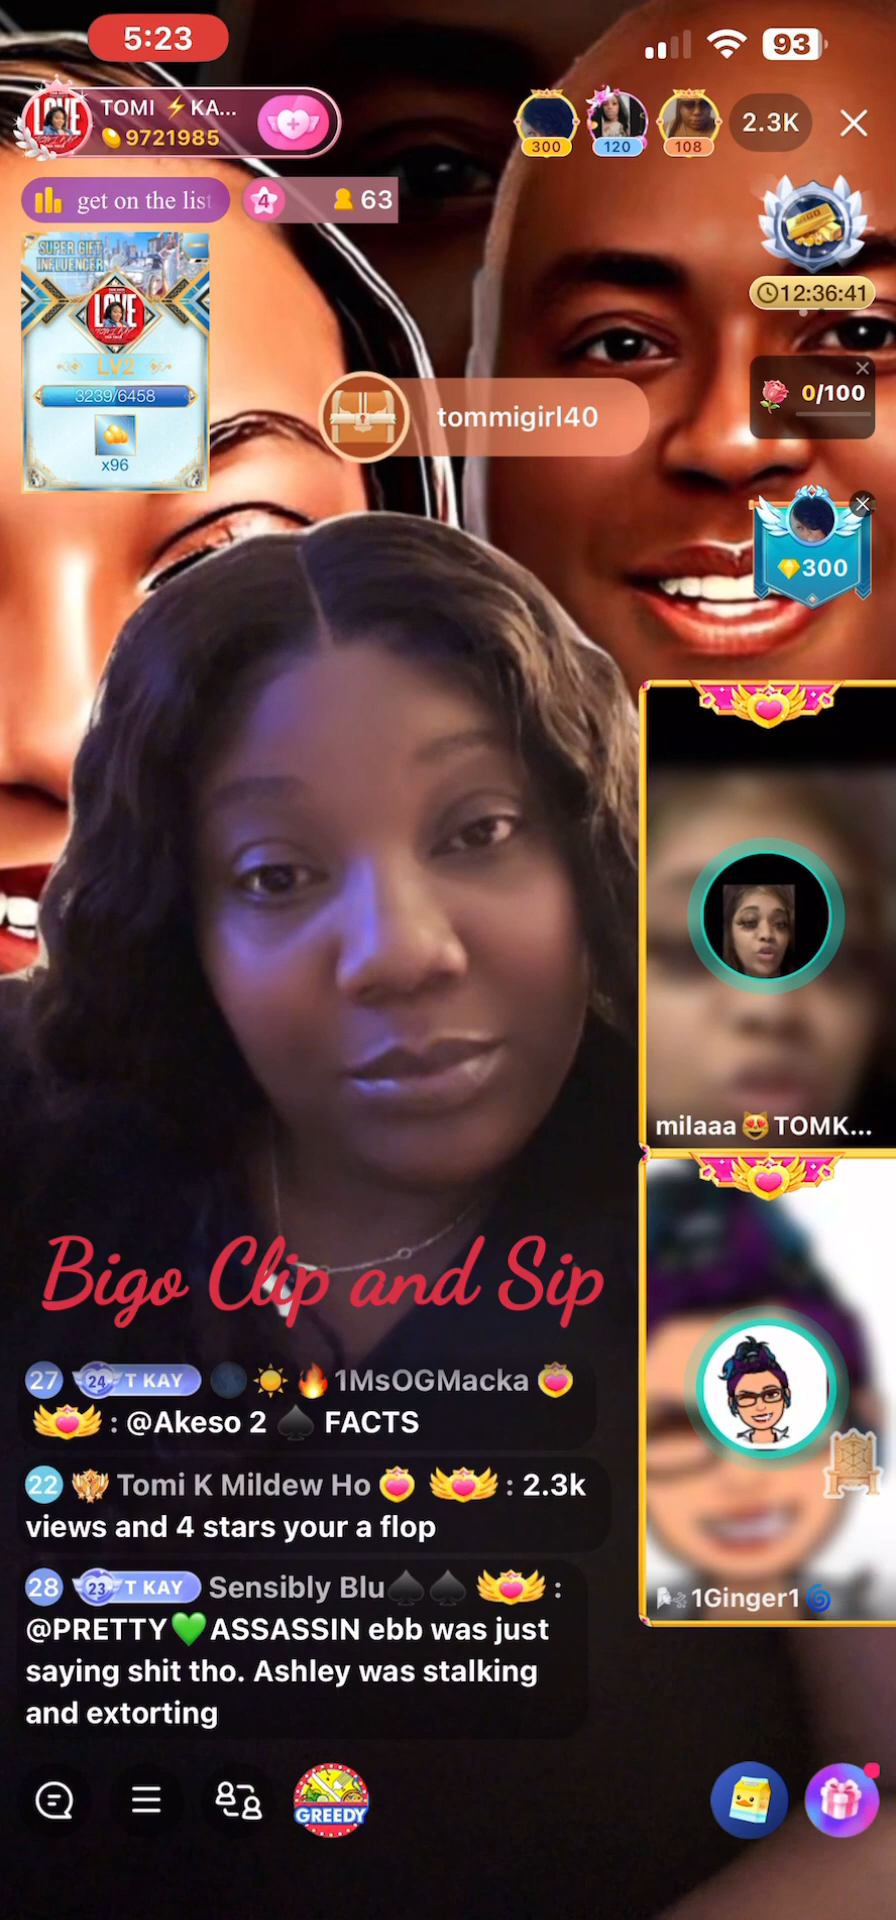 5:23
93
TOMI ⚡KA...
9721985
300
120
108
2.3K
get on the list
4
63
12:36:41
SUPER GIFT
INFLUENCER
LOVE
LV2
3239/6458
x96
0/100
tommigirl40
300
milaaa😻TOMK...
Bigo Clip and Sip
27 24 T KAY 🌑☀️🔥1MsOGMacka
: @Akeso 2 ♠️ FACTS
22 Tomi K Mildew Ho : 2.3k
views and 4 stars your a flop
28 23 T KAY Sensibly Blu♠️♠️ :
@PRETTY💚ASSASSIN ebb was just
saying shit tho. Ashley was stalking
and extorting
🌬️1Ginger1🌀
GREEDY